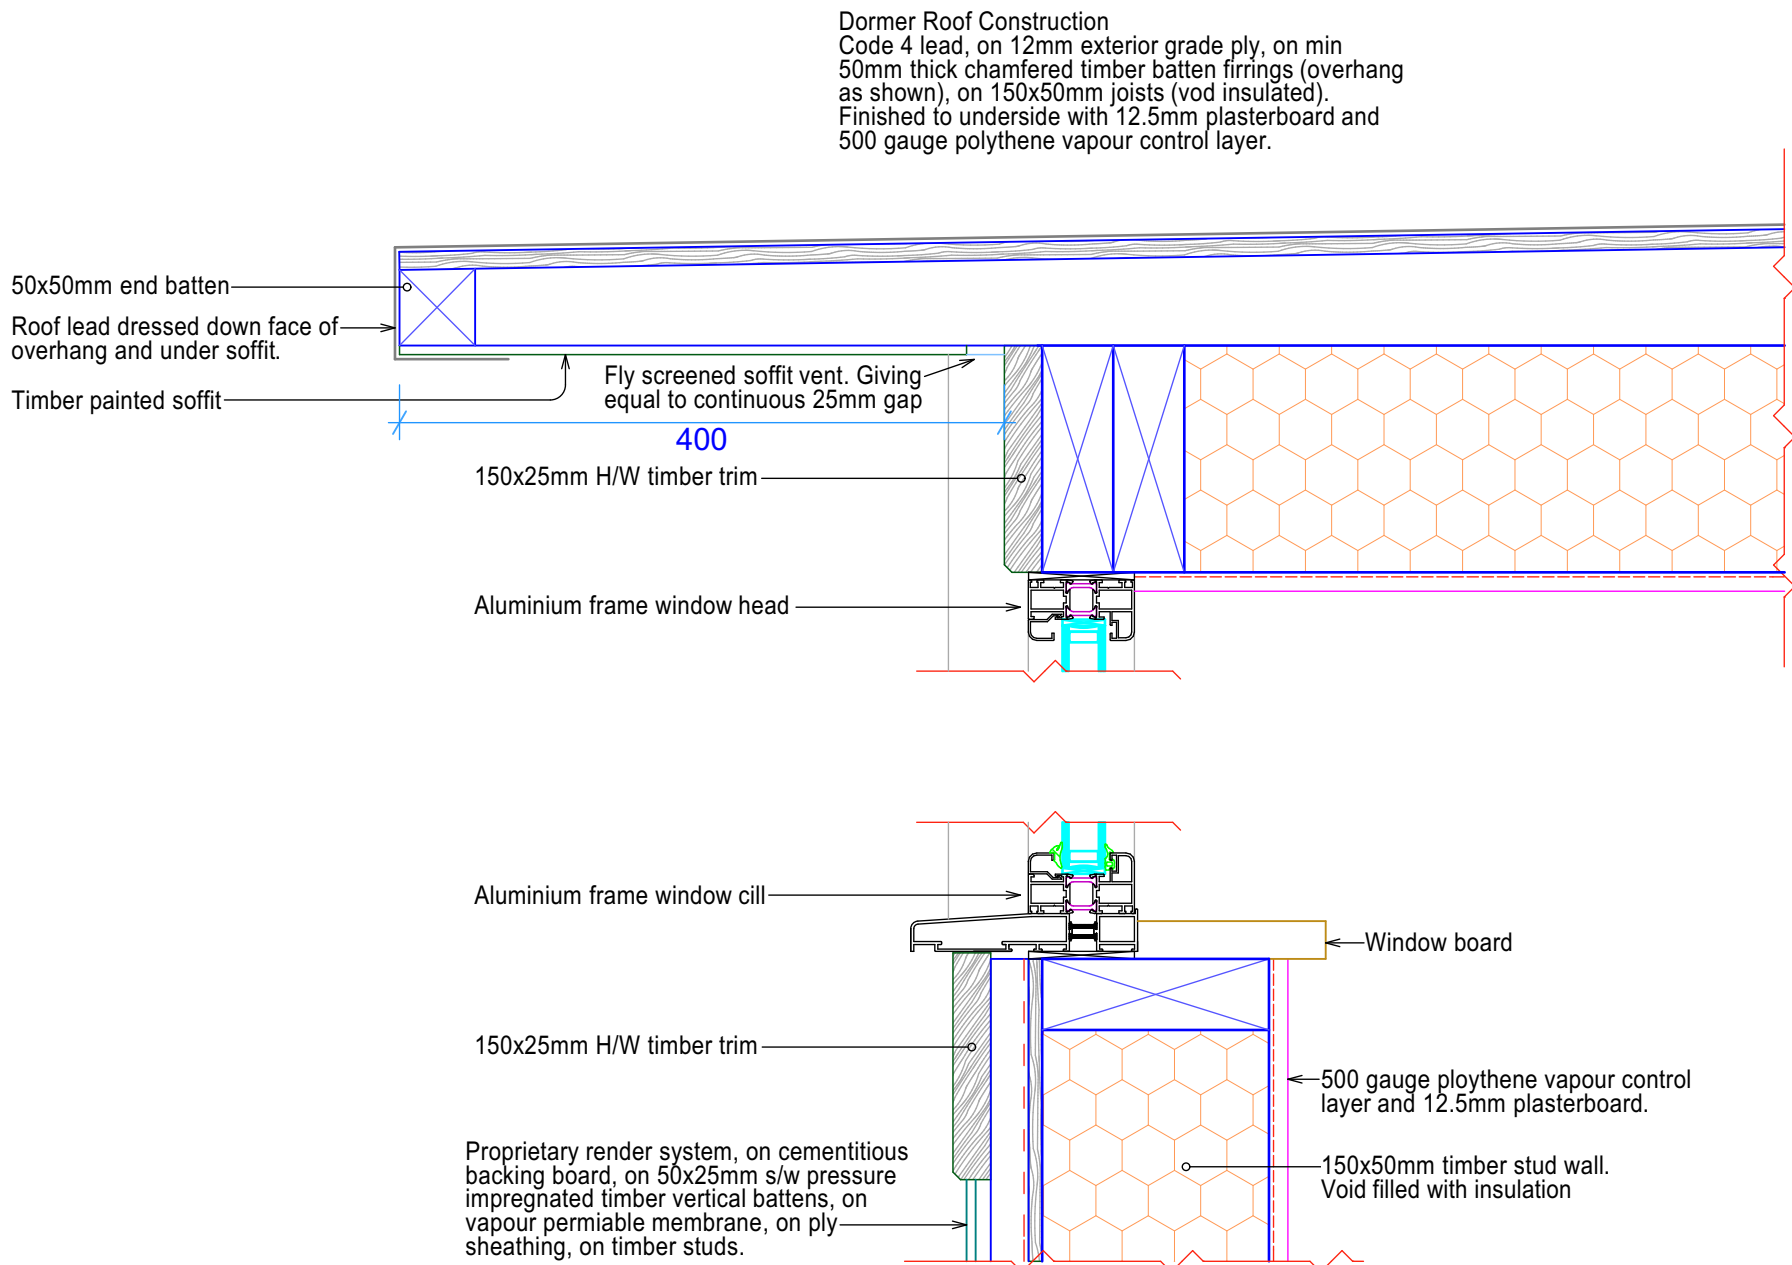 Dormer Roof Construction
Code 4 lead, on 12mm exterior grade ply, on min
50mm thick chamfered timber batten firrings (overhang
as shown), on 150x50mm joists (vod insulated).
Finished to underside with 12.5mm plasterboard and
500 gauge polythene vapour control layer.
50x50mm end batten
Roof lead dressed down face of
overhang and under soffit.
Timber painted soffit
Fly screened soffit vent. Giving
equal to continuous 25mm gap
400
150x25mm H/W timber trim
Aluminium frame window head
Aluminium frame window cill
Window board
150x25mm H/W timber trim
500 gauge ploythene vapour control
layer and 12.5mm plasterboard.
Proprietary render system, on cementitious
backing board, on 50x25mm s/w pressure
impregnated timber vertical battens, on
vapour permiable membrane, on ply
sheathing, on timber studs.
150x50mm timber stud wall.
Void filled with insulation